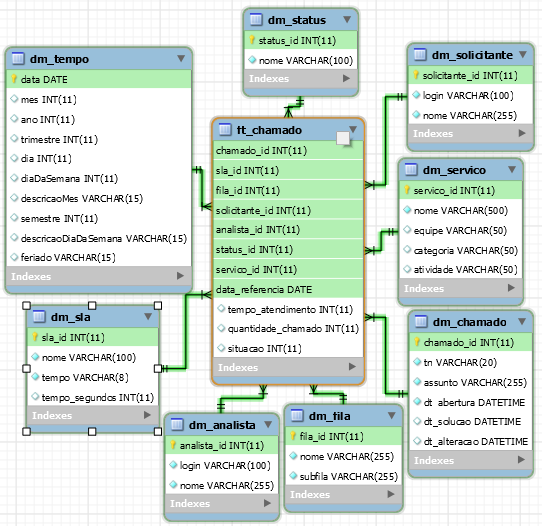 dm_status
status_id INT(11)
nome VARCHAR(100)
Indexes
dm_tempo
data DATE
mes INT(11)
ano INT(11)
trimestre INT(11)
dia INT(11)
diaDaSemana INT(11)
descricaoMes VARCHAR(15)
semestre INT(11)
descricaoDiaDaSemana VARCHAR(15)
feriado VARCHAR(15)
Indexes
dm_solicitante
solicitante_id INT(11)
login VARCHAR(100)
nome VARCHAR(255)
Indexes
ft_chamado
chamado_id INT(11)
sla_id INT(11)
fila_id INT(11)
solicitante_id INT(11)
analista_id INT(11)
status_id INT(11)
servico_id INT(11)
data_referencia DATE
tempo_atendimento INT(11)
quantidade_chamado INT(11)
situacao INT(11)
Indexes
dm_servico
servico_id INT(11)
nome VARCHAR(500)
equipe VARCHAR(50)
categoria VARCHAR(50)
atividade VARCHAR(50)
Indexes
dm_sla
sla_id INT(11)
nome VARCHAR(100)
tempo VARCHAR(8)
tempo_segundos INT(11)
Indexes
dm_chamado
chamado_id INT(11)
tn VARCHAR(20)
assunto VARCHAR(255)
dt_abertura DATETIME
dt_solucao DATETIME
dt_alteracao DATETIME
Indexes
dm_analista
analista_id INT(11)
login VARCHAR(100)
nome VARCHAR(255)
Indexes
dm_fila
fila_id INT(11)
nome VARCHAR(255)
subfila VARCHAR(255)
Indexes